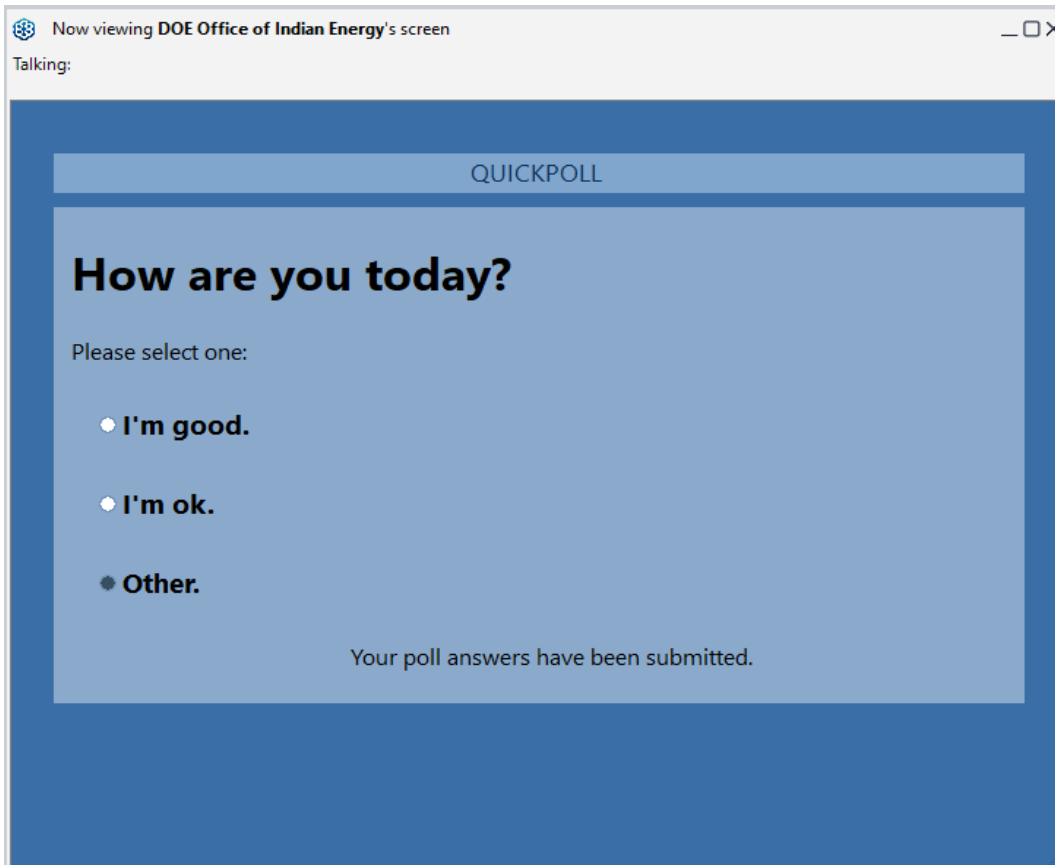 Now viewing DOE Office of Indian Energy's screen
Talking:
QUICKPOLL
How are you today?
Please select one:
I'm good.
I'm ok.
Other.
Your poll answers have been submitted.